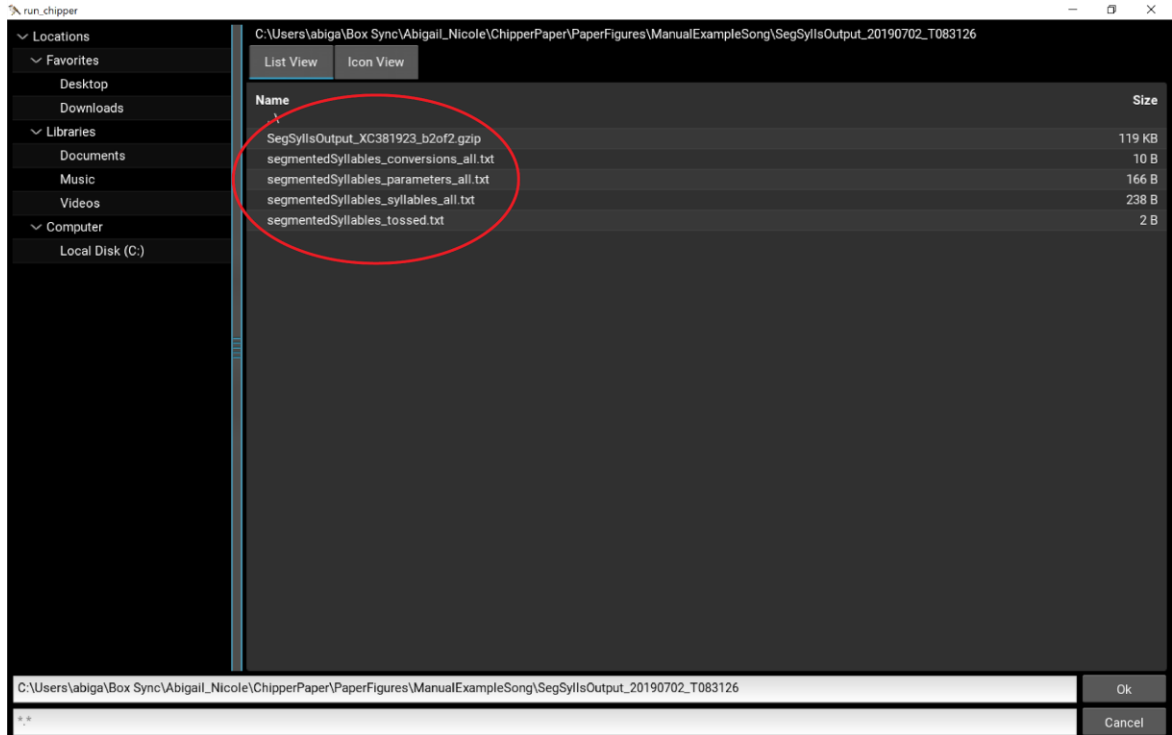 run_chipper
Locations
Favorites
Desktop
Downloads
Libraries
Documents
Music
Videos
Computer
Local Disk (C:)
C:\Users\abiga\Box Sync\Abigail_Nicole\ChipperPaper\PaperFigures\ManualExampleSong\SegSyllsOutput_20190702_T083126
List View Icon View
Name Size
..\
SegSyllsOutput_XC381923_b2of2.gzip 119 KB
segmentedSyllables_conversions_all.txt 10 B
segmentedSyllables_parameters_all.txt 166 B
segmentedSyllables_syllables_all.txt 238 B
segmentedSyllables_tossed.txt 2 B
C:\Users\abiga\Box Sync\Abigail_Nicole\ChipperPaper\PaperFigures\ManualExampleSong\SegSyllsOutput_20190702_T083126 Ok
*.* Cancel